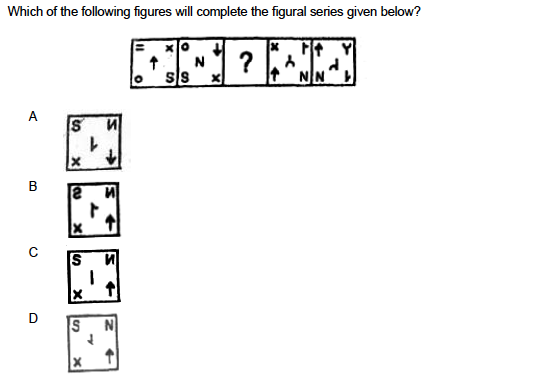 Which of the following figures will complete the figural series given below?
= x o ↓ ? x ↑ Y
↑ N
o S S x ↑ N N
A
S И
x ↓
B
И
x ↑
C
S И
x ↑
D
S N
x ↑